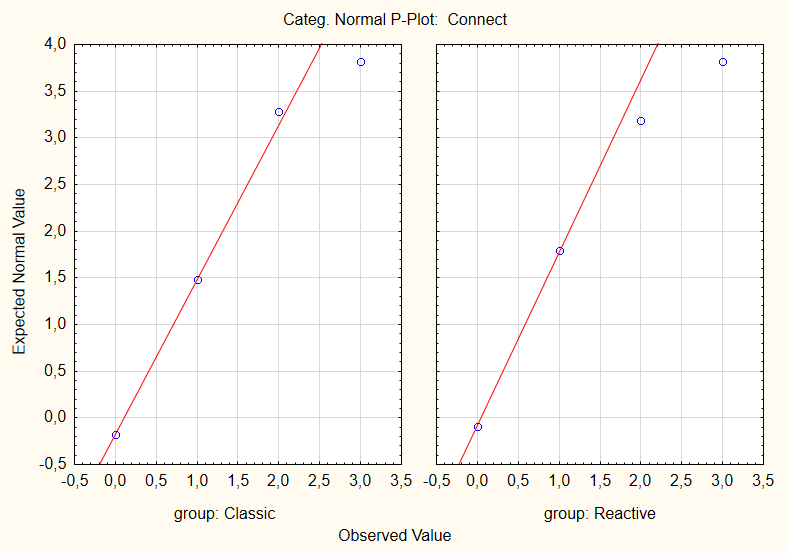 Categ. Normal P-Plot:  Connect
4,0
3,5
3,0
2,5
2,0
1,5
1,0
0,5
0,0
-0,5
Expected Normal Value
-0,5 0,0 0,5 1,0 1,5 2,0 2,5 3,0 3,5
-0,5 0,0 0,5 1,0 1,5 2,0 2,5 3,0 3,5
group: Classic
group: Reactive
Observed Value